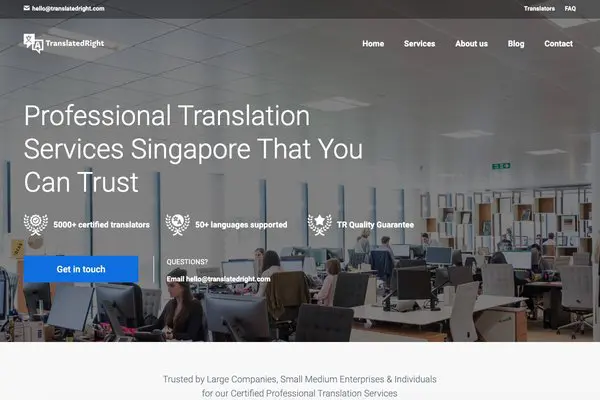 hello@translatedright.com
Translators FAQ
TranslatedRight
Home Services About us Blog Contact
Professional Translation
Services Singapore That You
Can Trust
5000+ certified translators
50+ languages supported
TR Quality Guarantee
Get in touch
QUESTIONS?
Email hello@translatedright.com
Trusted by Large Companies, Small Medium Enterprises & Individuals
for our Certified Professional Translation Services